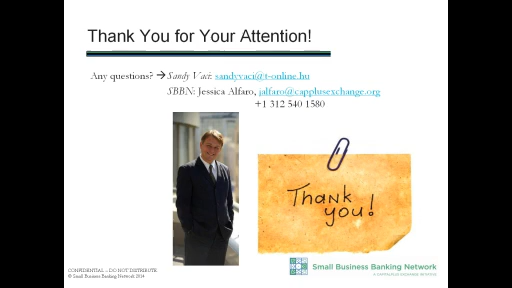 Thank You for Your Attention!
Any questions? → Sandy Vaci: sandyvaci@t-online.hu
SBBN: Jessica Alfaro, jalfaro@capplusexchange.org
+1 312 540 1580
Thank
you!
CONFIDENTIAL – DO NOT DISTRIBUTE
© Small Business Banking Network 2014
Small Business Banking Network